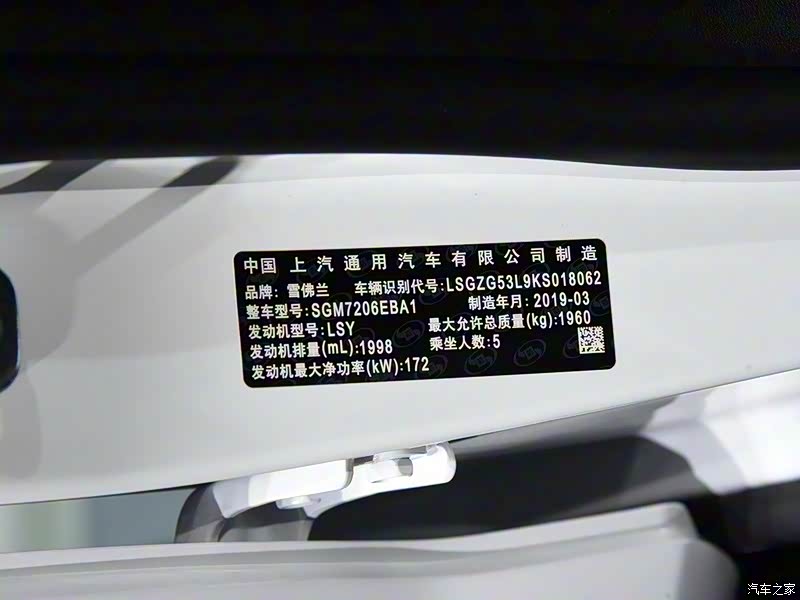 中国 上汽通用汽车有限公司制造
品牌: 雪佛兰 车辆识别代号:LSGZG53L9KS018062
整车型号:SGM7206EBA1 制造年月: 2019-03
发动机型号:LSY 最大允许总质量(kg):1960
发动机排量(mL):1998 乘坐人数:5
发动机最大净功率(kW):172
汽车之家